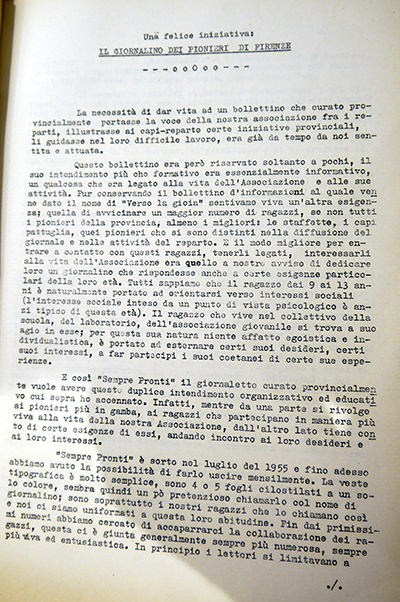 Una felice iniziativa:
IL GIORNALINO DEI PIONIERI DI FIRENZE
---ooOoo---
La necessità di dar vita ad un bollettino che curato pro-
vincialmente portasse la voce della nostra associazione fra i re-
parti, illustrasse ai capi-reparto certe iniziative provinciali,
li guidasse nel loro difficile lavoro, era già da tempo da noi sen-
tita e attuata.
Questo bollettino era però riservato soltanto a pochi, il
suo intendimento più che formativo era essenzialmente informativo,
un qualcosa che era legato alla vita dell'Associazione e alle sue
attività. Pur conservando il bollettino d'informazioni al quale ven
ne dato il nome di "Verso la gioia" sentivamo viva un'altra esigen-
za; quella di avvicinare un maggior numero di ragazzi, se non tutti
i pionieri della provincia, almeno i migliori: le staffette, i capi
pattuglia, quei pionieri che si sono distinti nella diffusione del
giornale e nelle attività del reparto. E il modo migliore per en-
trare a contatto con questi ragazzi, tenerli legati, interessarli
alla vita dell'Associazione era quello a nostro avviso di dedicare
loro un giornalino che rispondesse anche a certe esigenze partico-
lari della loro età. Tutti sappiamo che il ragazzo dai 9 ai 13 an-
ni è naturalmente portato ad orientarsi verso interessi sociali
(l'interesse sociale inteso da un punto di vista psicologico è an-
zi tipico di questa età). Il ragazzo che vive nel collettivo della
scuola, del laboratorio, dell'associazione giovanile si trova a suo
agio in esse; per questa sua natura niente affatto egoistica e in-
dividualistica, è portato ad esternare certi suoi desideri, certi
suoi interessi, a far partecipi i suoi coetanei di certe sue espe-
rienze.
E così "Sempre Pronti" il giornaletto curato provincialmen
te vuole avere questo duplice intendimento organizzativo ed educati
vo cui sopra ho accennato. Infatti, mentre da una parte si rivolge
ai pionieri più in gamba, ai ragazzi che partecipano in maniera più
viva alla vita della nostra Associazione, dall'altro lato tiene con
to di certe esigenze di essi, andando incontro ai loro desideri e
ai loro interessi.
"Sempre Pronti" è sorto nel luglio del 1955 e fino adesso
abbiamo avuto la possibilità di farlo uscire mensilmente. La veste
tipografica è molto semplice, sono 4 o 5 fogli cilostilati a un so-
lo colore, sembra quindi un pò pretenzioso chiamarlo col nome di
giornalino; sono soprattutto i nostri ragazzi che lo chiamano così
e noi ci siamo uniformati a questa loro abitudine. Fin dai primissi-
mi numeri abbiamo cercato di accaparrarci la collaborazione dei ra-
gazzi, questa ci è giunta generalmente sempre più numerosa, sempre
più viva ed entusiastica. In principio i lettori si limitavano a
./.